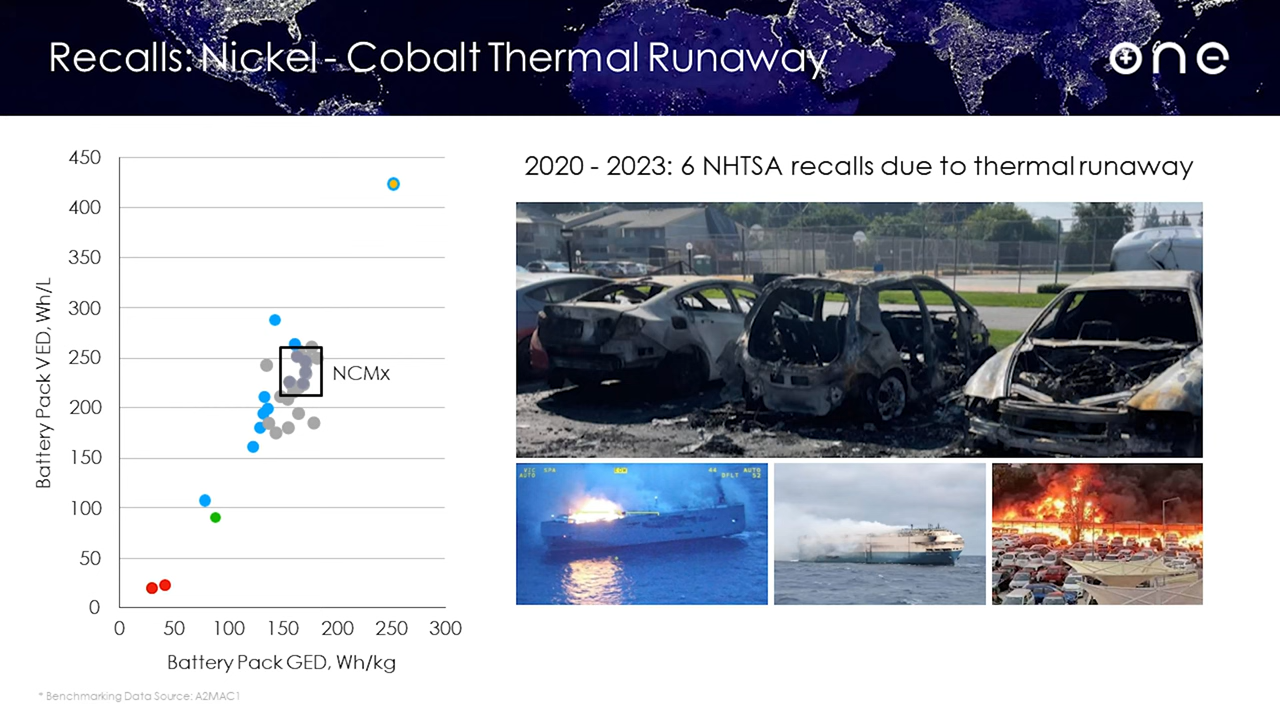 Recalls: Nickel - Cobalt Thermal Runaway
one
2020 - 2023: 6 NHTSA recalls due to thermal runaway
450
400
350
300
250
200
150
100
50
0
Battery Pack VED, Wh/L
NCMx
0 50 100 150 200 250 300
Battery Pack GED, Wh/kg
* Benchmarking Data Source: A2MAC1